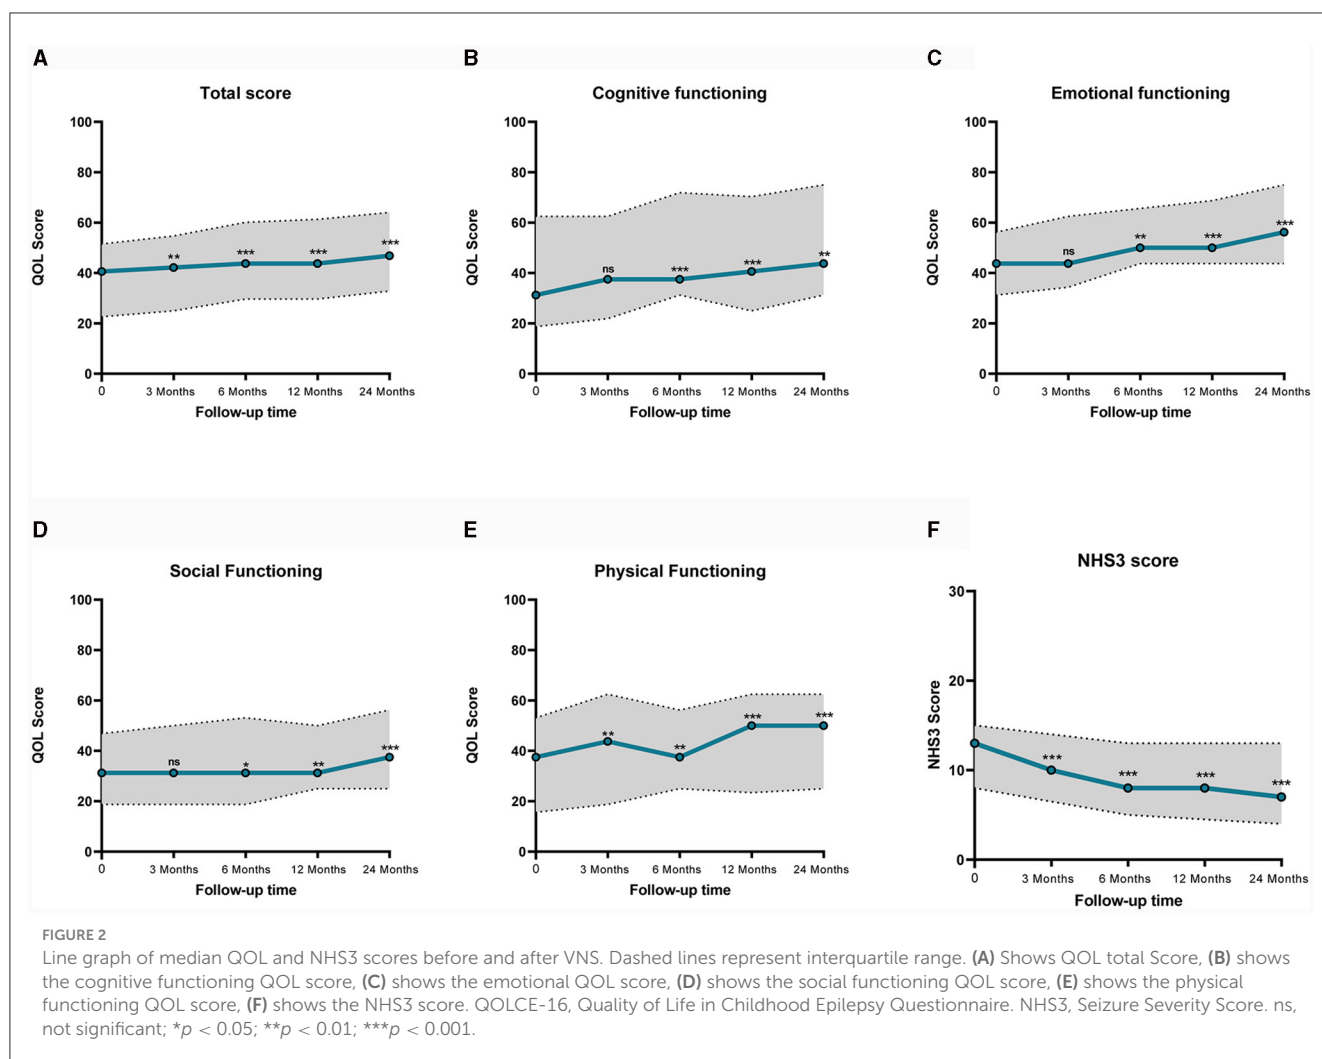 A
Total score
100
80
60
40
20
0
QOL Score
**
***
***
***
0 3 Months 6 Months 12 Months 24 Months
Follow-up time
B
Cognitive functioning
100
80
60
40
20
0
QOL Score
ns
***
***
**
0 3 Months 6 Months 12 Months 24 Months
Follow-up time
C
Emotional functioning
100
80
60
40
20
0
QOL Score
ns
**
***
***
0 3 Months 6 Months 12 Months 24 Months
Follow-up time
D
Social Functioning
100
80
60
40
20
0
QOL Score
ns
*
**
***
0 3 Months 6 Months 12 Months 24 Months
Follow-up time
E
Physical Functioning
100
80
60
40
20
0
QOL Score
**
**
***
***
0 3 Months 6 Months 12 Months 24 Months
Follow-up time
F
NHS3 score
30
20
10
0
NHS3 Score
***
***
***
***
0 3 Months 6 Months 12 Months 24 Months
Follow-up time
FIGURE 2
Line graph of median QOL and NHS3 scores before and after VNS. Dashed lines represent interquartile range. (A) Shows QOL total Score, (B) shows
the cognitive functioning QOL score, (C) shows the emotional QOL score, (D) shows the social functioning QOL score, (E) shows the physical
functioning QOL score, (F) shows the NHS3 score. QOLCE-16, Quality of Life in Childhood Epilepsy Questionnaire. NHS3, Seizure Severity Score. ns,
not significant; *p < 0.05; **p < 0.01; ***p < 0.001.